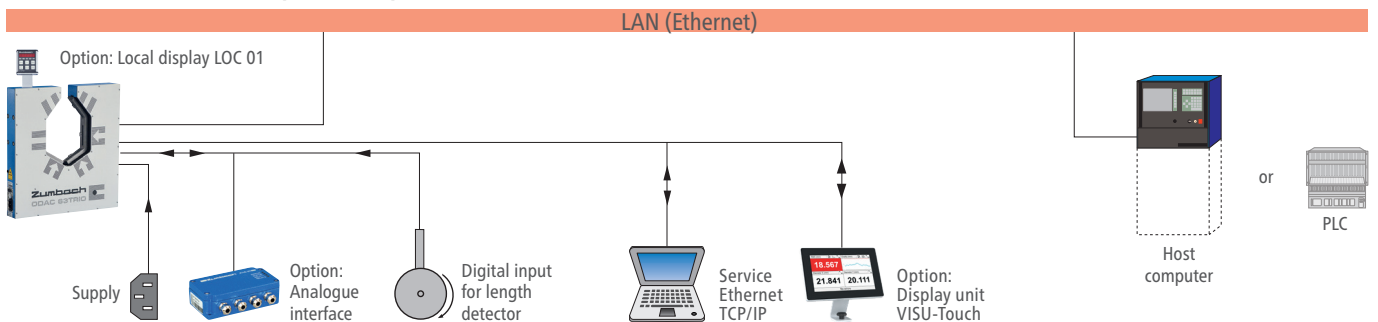 LAN (Ethernet)
Option: Local display LOC 01
zumbach
ODAC 63TRIO
Supply
Option:
Analogue
interface
Digital input
for length
detector
Service
Ethernet
TCP/IP
18.567
21.841 20.111
Option:
Display unit
VISU-Touch
Host
computer
or
PLC